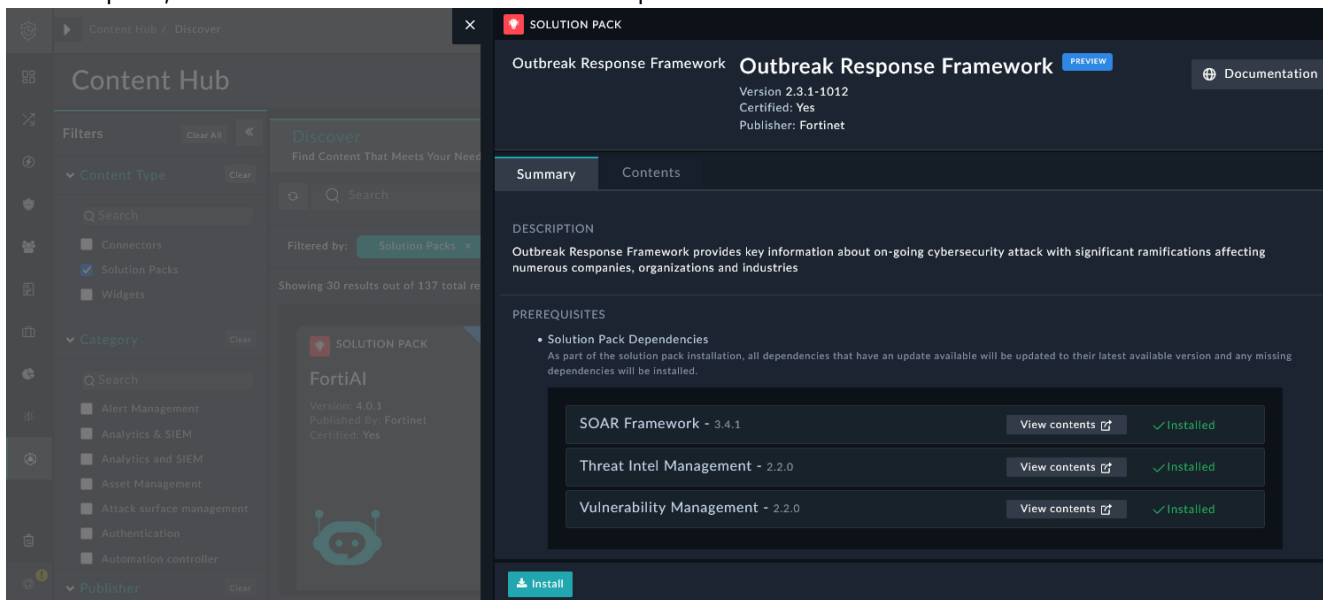 Content Hub / Discover
Content Hub
Filters
Clear All
Content Type
Clear
Search
Connectors
Solution Packs
Widgets
Category
Clear
Search
Alert Management
Analytics & SIEM
Analytics and SIEM
Asset Management
Attack surface management
Authentication
Automation controller
Publisher
Clear
Discover
Find Content That Meets Your Need
Search
Filtered by:
Solution Packs ×
Showing 30 results out of 137 total re
SOLUTION PACK
FortiAI
Version: 4.0.1
Published By: Fortinet
Certified: Yes
×
SOLUTION PACK
Outbreak Response Framework
Outbreak Response Framework PREVIEW
Version 2.3.1-1012
Certified: Yes
Publisher: Fortinet
Documentation
Summary
Contents
DESCRIPTION
Outbreak Response Framework provides key information about on-going cybersecurity attack with significant ramifications affecting
numerous companies, organizations and industries
PREREQUISITES
• Solution Pack Dependencies
As part of the solution pack installation, all dependencies that have an update available will be updated to their latest available version and any missing
dependencies will be installed.
SOAR Framework - 3.4.1 View contents Installed
Threat Intel Management - 2.2.0 View contents Installed
Vulnerability Management - 2.2.0 View contents Installed
Install